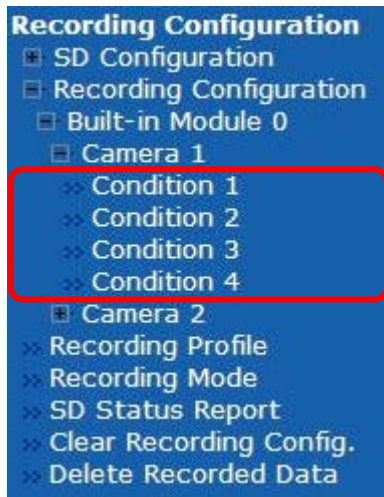 Recording Configuration
SD Configuration
Recording Configuration
Built-in Module 0
Camera 1
Condition 1
Condition 2
Condition 3
Condition 4
Camera 2
Recording Profile
Recording Mode
SD Status Report
Clear Recording Config.
Delete Recorded Data